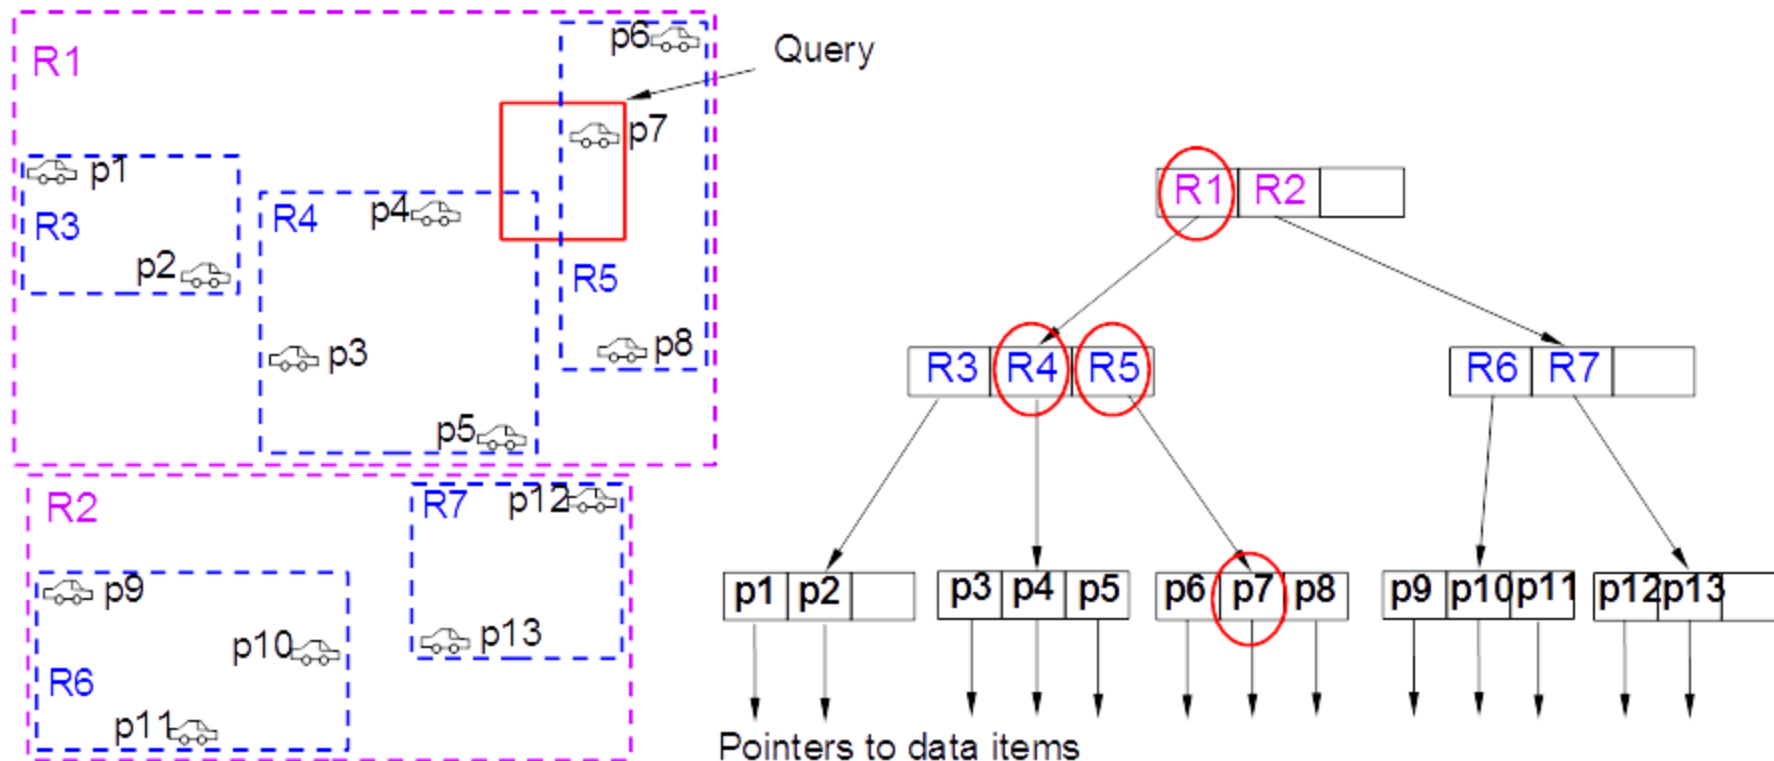 R1
p6
Query
p7
p1
R3
p4
R4
p2
R5
p3
p8
p5
R2
R7
p12
p9
p10
p13
R6
p11
R1 R2
R3 R4 R5
R6 R7
p1 p2
p3 p4 p5
p6 p7 p8
p9 p10 p11
p12 p13
Pointers to data items